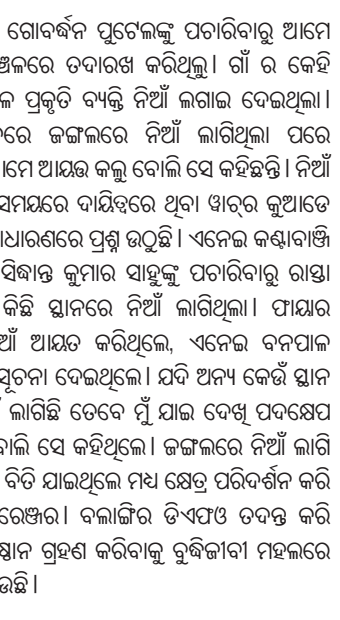 ଗୋବର୍ଦ୍ଧନ ପୁଟେଲଙ୍କୁ ପଚାରିବାରୁ ଆମେ
ଞ୍ଚଳରେ ତଦାରଖ କରିଥିଲୁ। ଗାଁ ର କେହି
ଳ ପ୍ରକୃତି ବ୍ୟକ୍ତି ନିଆଁ ଲଗାଇ ଦେଇଥିଲା।
ନରେ ଜଙ୍ଗଲରେ ନିଆଁ ଲାଗିଥିଲା ପରେ
ାମେ ଆୟଉ କଲୁ ବୋଲି ସେ କହିଛନ୍ତି। ନିଆଁ
ସମୟରେ ଦାୟିତ୍ୱରେ ଥିବା ୱାଚ୍‌ର କୁଆଡେ
ାଧାରଣରେ ପ୍ରଶ୍ନ ଉଠୁଛି। ଏନେଇ କଣ୍ଟାବାଞ୍ଜି
ସିଦ୍ଧାନ୍ତ କୁମାର ସାହୁଙ୍କୁ ପଚାରିବାରୁ ରାସ୍ତା
କିଛି ସ୍ଥାନରେ ନିଆଁ ଲାଗିଥିଲା। ଫାୟାର
ଆଁ ଆୟତ କରିଥିଲେ, ଏନେଇ ବନପାଳ
ସୂଚନା ଦେଇଥିଲେ। ଯଦି ଅନ୍ୟ କେଉଁ ସ୍ଥାନ
ଁ ଲାଗିଛି ତେବେ ମୁଁ ଯାଇ ଦେଖି ପଦକ୍ଷେପ
ବାଲି ସେ କହିଥିଲେ। ଜଙ୍ଗଲରେ ନିଆଁ ଲାଗି
ବିତି ଯାଇଥିଲେ ମଧ୍ୟ କ୍ଷେତ୍ର ପରିଦର୍ଶନ କରି
ରେଞ୍ଜର। ବଲାଙ୍ଗିର ଡିଏଫଓ ତଦନ୍ତ କରି
ଷ୍ଠାନ ଗ୍ରହଣ କରିବାକୁ ବୁଦ୍ଧିଜୀବୀ ମହଲରେ
ଉଛି।